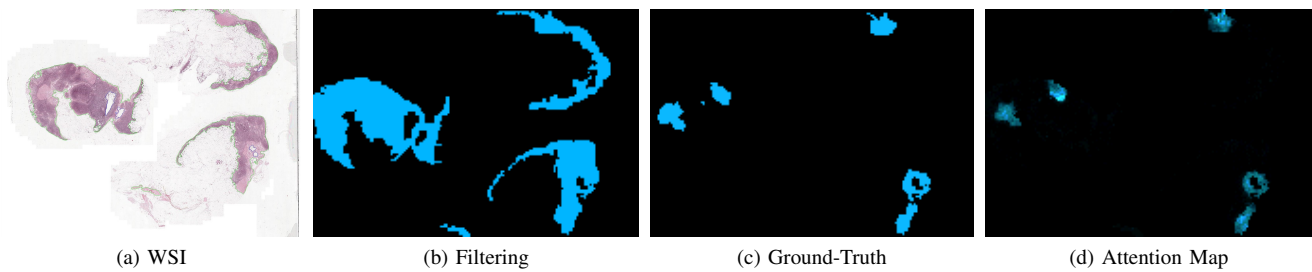 (a) WSI
(b) Filtering
(c) Ground-Truth
(d) Attention Map